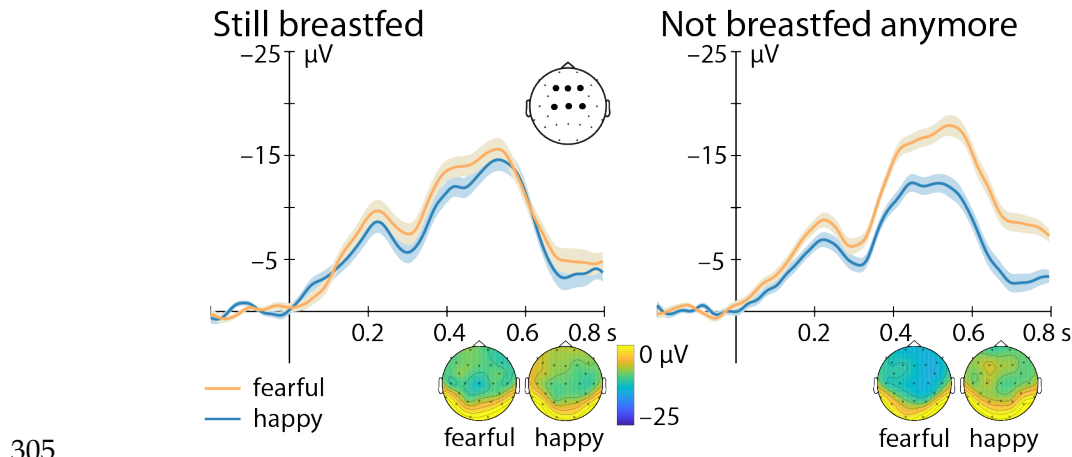 Still breastfed
Not breastfed anymore
−25 µV
−15
−5
0.2 0.4 0.6 0.8 s
−25 µV
−15
−5
0.2 0.4 0.6 0.8 s
fearful
happy
0 µV
−25
fearful happy
fearful happy
305